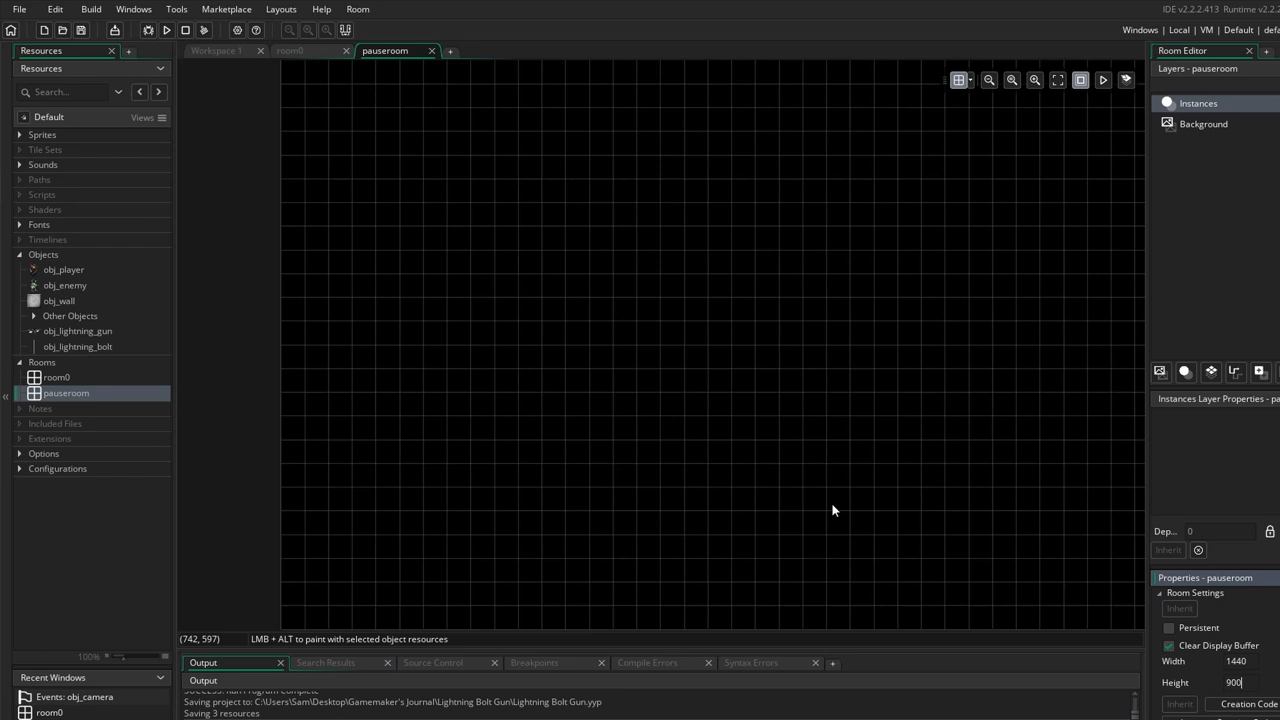 File Edit Build Windows Tools Marketplace Layouts Help Room IDE v2.2.2.413 Runtime v2.2.2
Windows | Local | VM | Default | defa
Resources
Workspace 1
room0
pauseroom
Room Editor
Resources
Layers - pauseroom
Search...
Instances
Default Views
Background
Sprites
Tile Sets
Sounds
Paths
Scripts
Shaders
Fonts
Timelines
Objects
obj_player
obj_enemy
obj_wall
Other Objects
obj_lightning_gun
obj_lightning_bolt
Rooms
room0
pauseroom
Notes
Included Files
Extensions
Options
Configurations
Instances Layer Properties - pa
Dep... 0
Inherit
Properties - pauseroom
Room Settings
Inherit
Persistent
Clear Display Buffer
Width 1440
Height 900
Inherit Creation Code
(742, 597) LMB + ALT to paint with selected object resources
100%
Output Search Results Source Control Breakpoints Compile Errors Syntax Errors
Output
SUCCESS: Run Program Complete
Saving project to: C:\Users\Sam\Desktop\Gamemaker's Journal\Lightning Bolt Gun\Lightning Bolt Gun.yyp
Saving 3 resources
Recent Windows
Events: obj_camera
room0